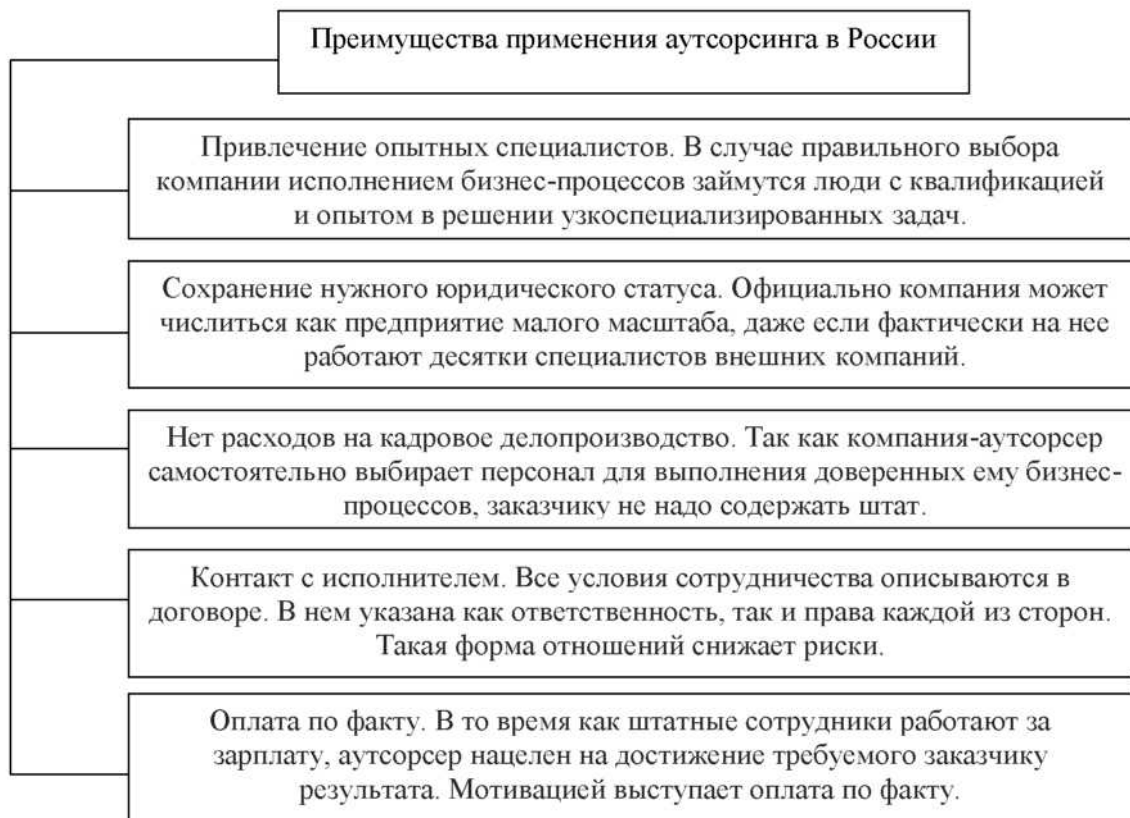 Преимущества применения аутсорсинга в России
Привлечение опытных специалистов. В случае правильного выбора
компании исполнением бизнес-процессов займутся люди с квалификацией
и опытом в решении узкоспециализированных задач.
Сохранение нужного юридического статуса. Официально компания может
числиться как предприятие малого масштаба, даже если фактически на нее
работают десятки специалистов внешних компаний.
Нет расходов на кадровое делопроизводство. Так как компания-аутсорсер
самостоятельно выбирает персонал для выполнения доверенных ему бизнес-
процессов, заказчику не надо содержать штат.
Контакт с исполнителем. Все условия сотрудничества описываются в
договоре. В нем указана как ответственность, так и права каждой из сторон.
Такая форма отношений снижает риски.
Оплата по факту. В то время как штатные сотрудники работают за
зарплату, аутсорсер нацелен на достижение требуемого заказчику
результата. Мотивацией выступает оплата по факту.